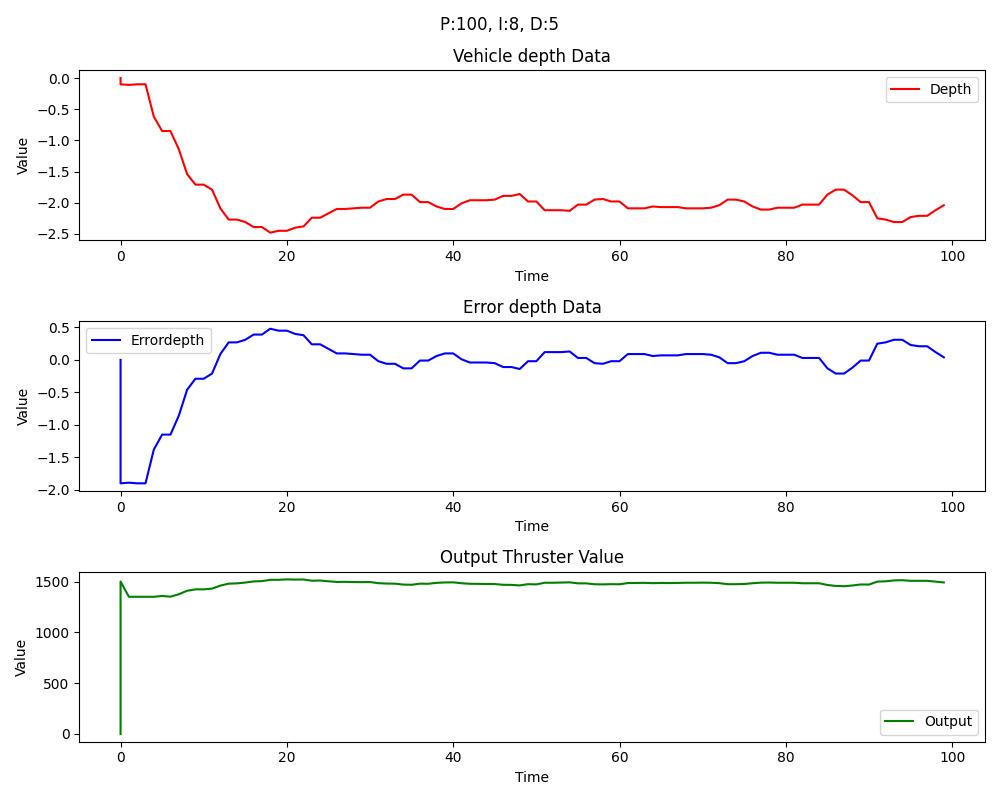 P:100, I:8, D:5
Vehicle depth Data
0.0
−0.5
−1.0
−1.5
−2.0
−2.5
Value
Depth
0 20 40 60 80 100
Time
Error depth Data
0.5
0.0
−0.5
−1.0
−1.5
−2.0
Value
Errordepth
0 20 40 60 80 100
Time
Output Thruster Value
1500
1000
500
0
Value
Output
0 20 40 60 80 100
Time